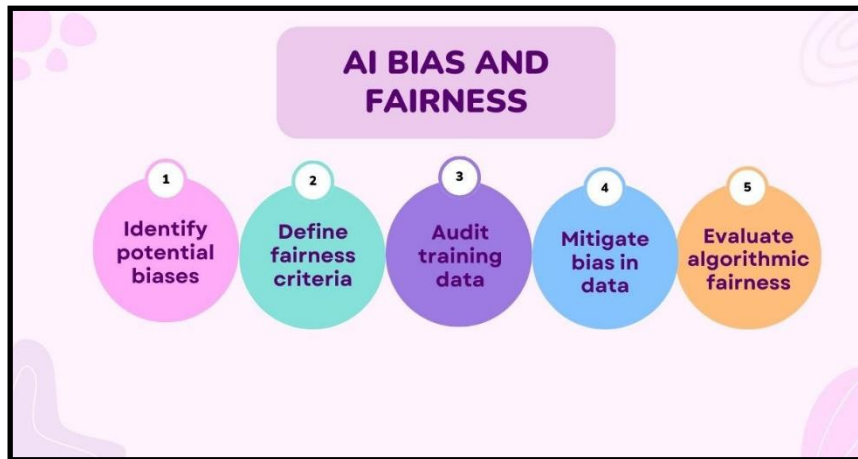 AI BIAS AND
FAIRNESS
1
Identify
potential
biases
2
Define
fairness
criteria
3
Audit
training
data
4
Mitigate
bias in
data
5
Evaluate
algorithmic
fairness